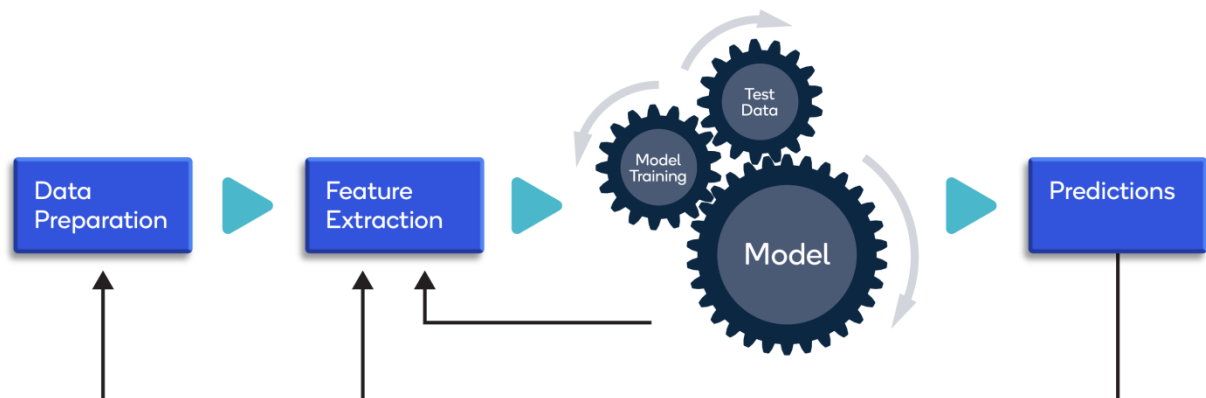 Data
Preparation
Feature
Extraction
Model
Training
Test
Data
Model
Predictions